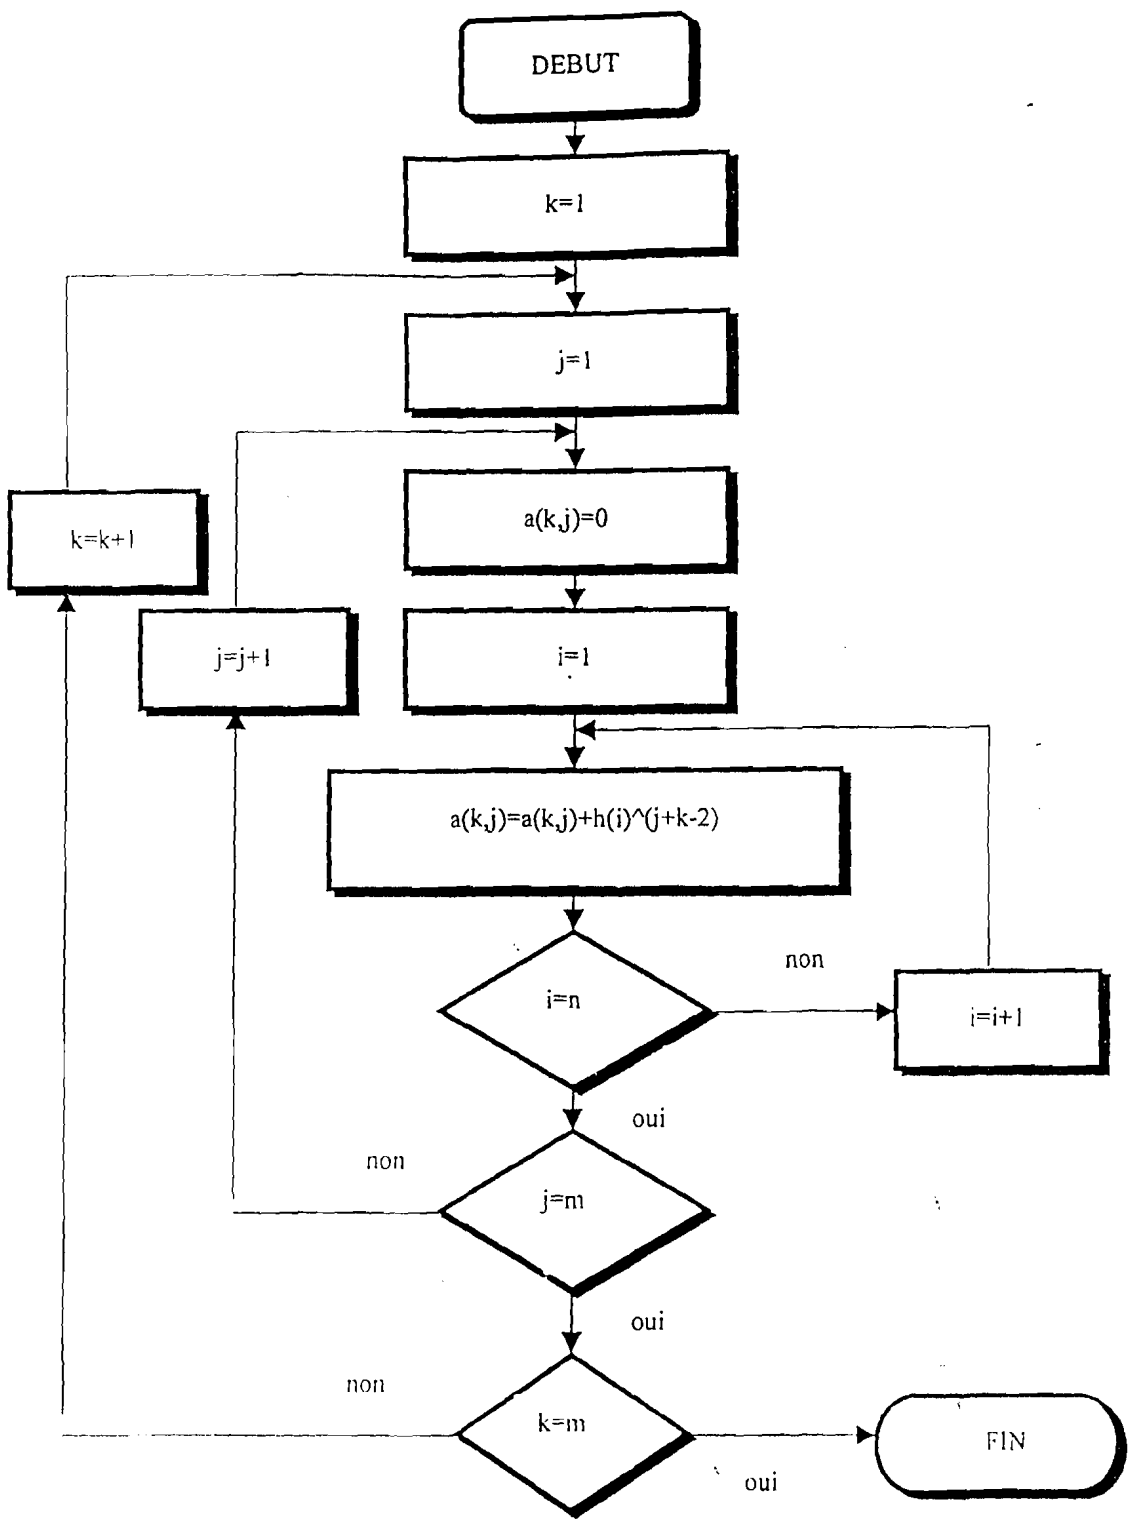 DEBUT
k=1
j=1
a(k,j)=0
k=k+1
j=j+1
i=1
a(k,j)=a(k,j)+h(i)^(j+k-2)
non
i=n
i=i+1
oui
non
j=m
oui
non
k=m
FIN
oui